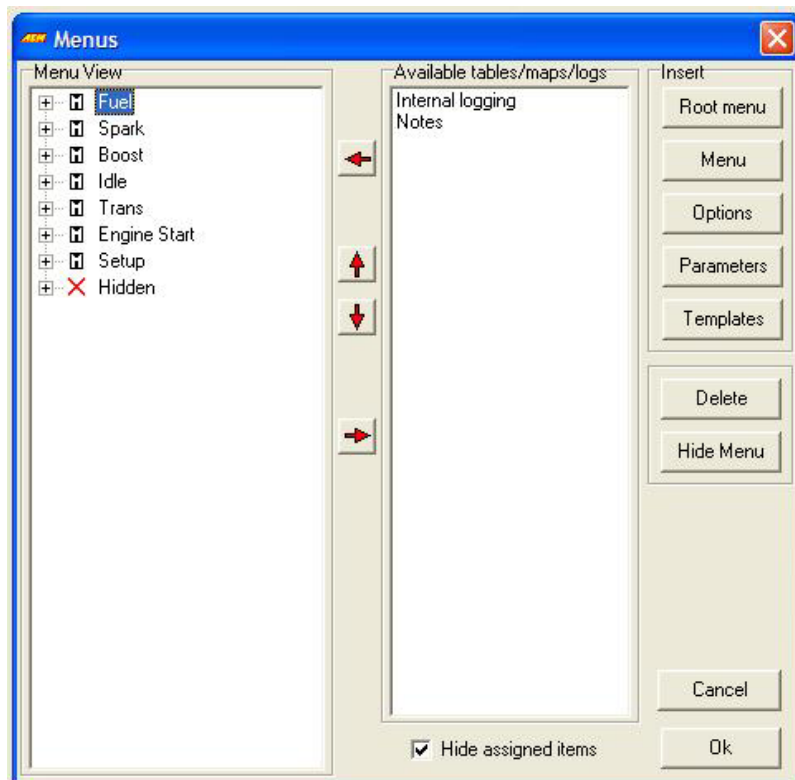 AEM Menus
Menu View
Fuel
Spark
Boost
Idle
Trans
Engine Start
Setup
Hidden
Available tables/maps/logs
Internal logging
Notes
Hide assigned items
Insert
Root menu
Menu
Options
Parameters
Templates
Delete
Hide Menu
Cancel
Ok